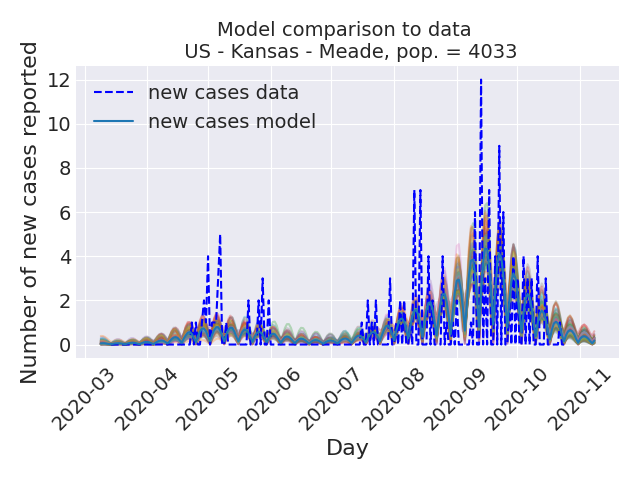 Model comparison to data
US - Kansas - Meade, pop. = 4033
Number of new cases reported
12
10
8
6
4
2
0
new cases data
new cases model
2020-03
2020-04
2020-05
2020-06
2020-07
2020-08
2020-09
2020-10
2020-11
Day